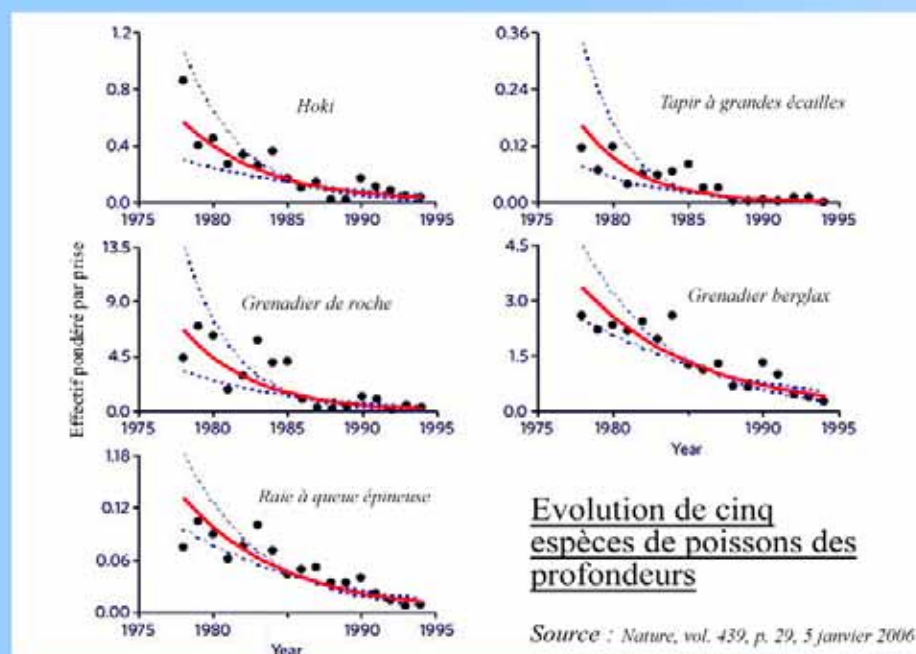 1.2
0.8
0.4
0.0
1975 1980 1985 1990 1995
Hoki
0.36
0.24
0.12
0.0
1975 1980 1985 1990 1995
Tapir à grandes écailles
Effectif pondéré par prise
13.5
9.0
4.5
0.0
1975 1980 1985 1990 1995
Grenadier de roche
4.5
3.0
1.5
0.0
1975 1980 1985 1990 1995
Year
Grenadier berglax
1.18
0.12
0.06
0.00
1975 1980 1985 1990 1995
Year
Raie à queue épineuse
Evolution de cinq
espèces de poissons des
profondeurs
Source : Nature, vol. 439, p. 29, 5 janvier 2006